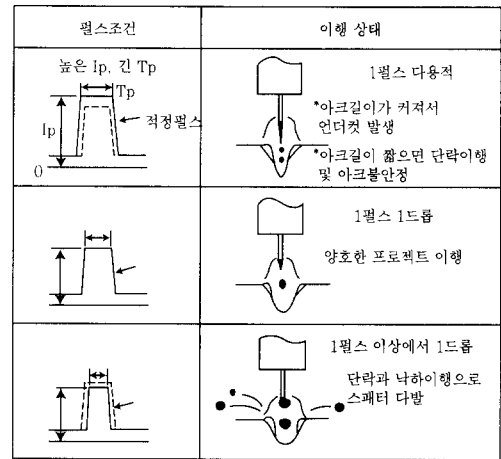 펄스조건
이행 상태
높은 Ip, 긴 Tp
Tp
Ip
적정펄스
0
1펄스 다용적
*아크길이가 커져서
언더컷 발생
*아크길이 짧으면 단락이행
및 아크불안정
1펄스 1드롭
양호한 프로젝트 이행
1펄스 이상에서 1드롭
단락과 낙하이행으로
스패터 다발